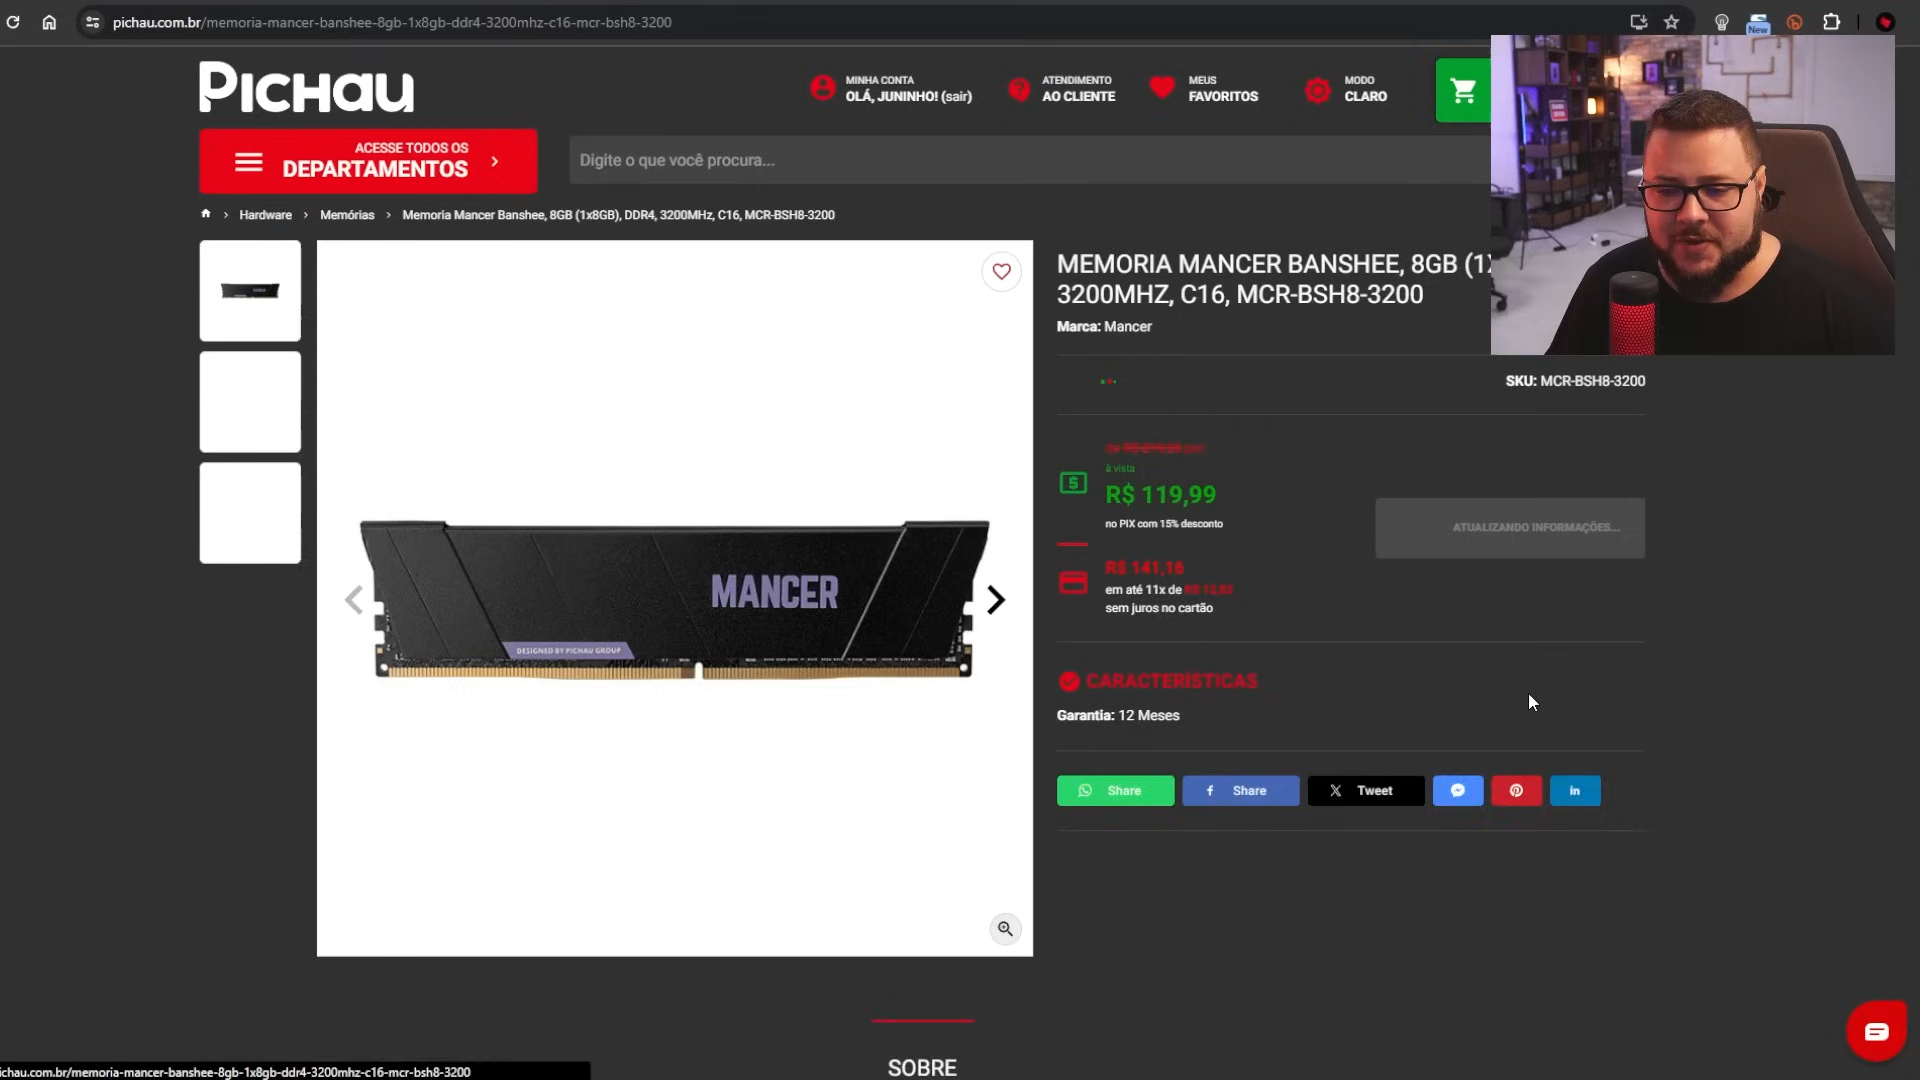 pichau.com.br/memoria-mancer-banshee-8gb-1x8gb-ddr4-3200mhz-c16-mcr-bsh8-3200
New
PICHAU
MINHA CONTA
OLÁ, JUNINHO! (sair)
ATENDIMENTO
AO CLIENTE
MEUS
FAVORITOS
MODO
CLARO
ACESSE TODOS OS
DEPARTAMENTOS
Digite o que você procura...
Hardware > Memórias > Memoria Mancer Banshee, 8GB (1x8GB), DDR4, 3200MHz, C16, MCR-BSH8-3200
MEMORIA MANCER BANSHEE, 8GB (1X
3200MHZ, C16, MCR-BSH8-3200
Marca: Mancer
SKU: MCR-BSH8-3200
à vista
R$ 119,99
no PIX com 15% desconto
ATUALIZANDO INFORMAÇÕES...
R$ 141,16
em até 11x de
sem juros no cartão
MANCER
DESIGNED BY PICHAU GROUP
CARACTERÍSTICAS
Garantia: 12 Meses
Share
Share
Tweet
in
SOBRE
ichau.com.br/memoria-mancer-banshee-8gb-1x8gb-ddr4-3200mhz-c16-mcr-bsh8-3200